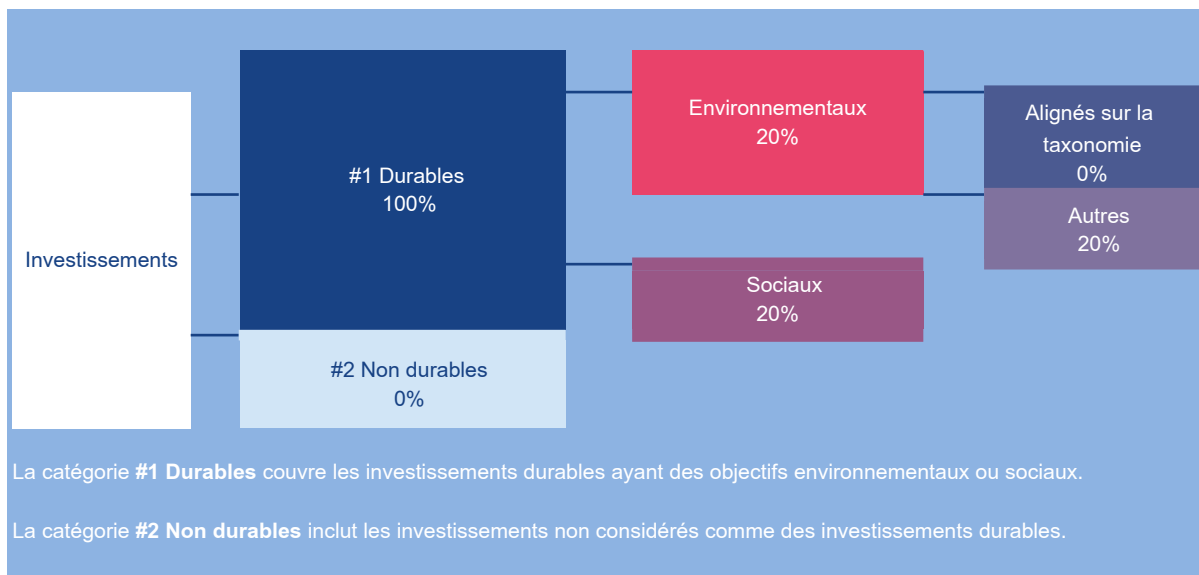 Investissements
#1 Durables
100%
#2 Non durables
0%
Environnementaux
20%
Sociaux
20%
Alignés sur la
taxonomie
0%
Autres
20%
La catégorie #1 Durables couvre les investissements durables ayant des objectifs environnementaux ou sociaux.
La catégorie #2 Non durables inclut les investissements non considérés comme des investissements durables.